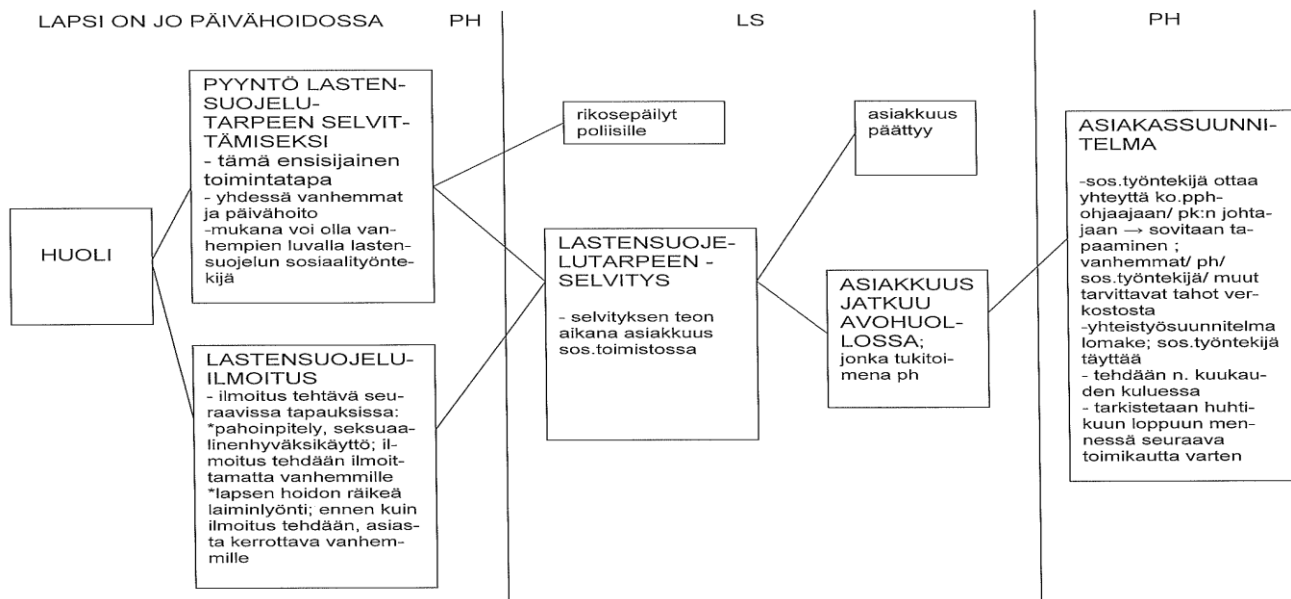 LAPSI ON JO PÄIVÄHOIDOSSA
PH
LS
PH
HUOLI
PYYNTÖ LASTEN-
SUOJELU-
TARPEEN SELVIT-
TÄMISEKSI
- tämä ensisijainen
toimintatapa
- yhdessä vanhemmat
ja päivähoito
-mukana voi olla van-
hempien luvalla lasten-
suojelun sosiaalityönte-
kijä
LASTENSUOJELU-
ILMOITUS
- ilmoitus tehtävä seu-
raavissa tapauksissa:
*pahoinpitely, seksuaa-
linenhyväksikäyttö; il-
moitus tehdään ilmoit-
tamatta vanhemmille
*lapsen hoidon räikeä
laiminlyönti; ennen kuin
ilmoitus tehdään, asias-
ta kerrottava vanhem-
mille
rikosepäilyt
poliisille
LASTENSUOJE-
LUTARPEEN -
SELVITYS
- selvityksen teon
aikana asiakkuus
sos.toimistossa
asiakkuus
päättyy
ASIAKKUUS
JATKUU
AVOHUOL-
LOSSA;
jonka tukitoi-
mena ph
ASIAKASSUUNNI-
TELMA
-sos.työntekijä ottaa
yhteyttä ko.pph-
ohjaajaan/ pk:n johta-
jaan → sovitaan ta-
paaminen ;
vanhemmat/ ph/
sos.työntekijä/ muut
tarvittavat tahot ver-
kostosta
-yhteistyösuunnitelma
lomake; sos.työntekijä
täyttää
- tehdään n. kuukau-
den kuluessa
- tarkistetaan huhti-
kuun loppuun men-
nessä seuraava
toimikautta varten